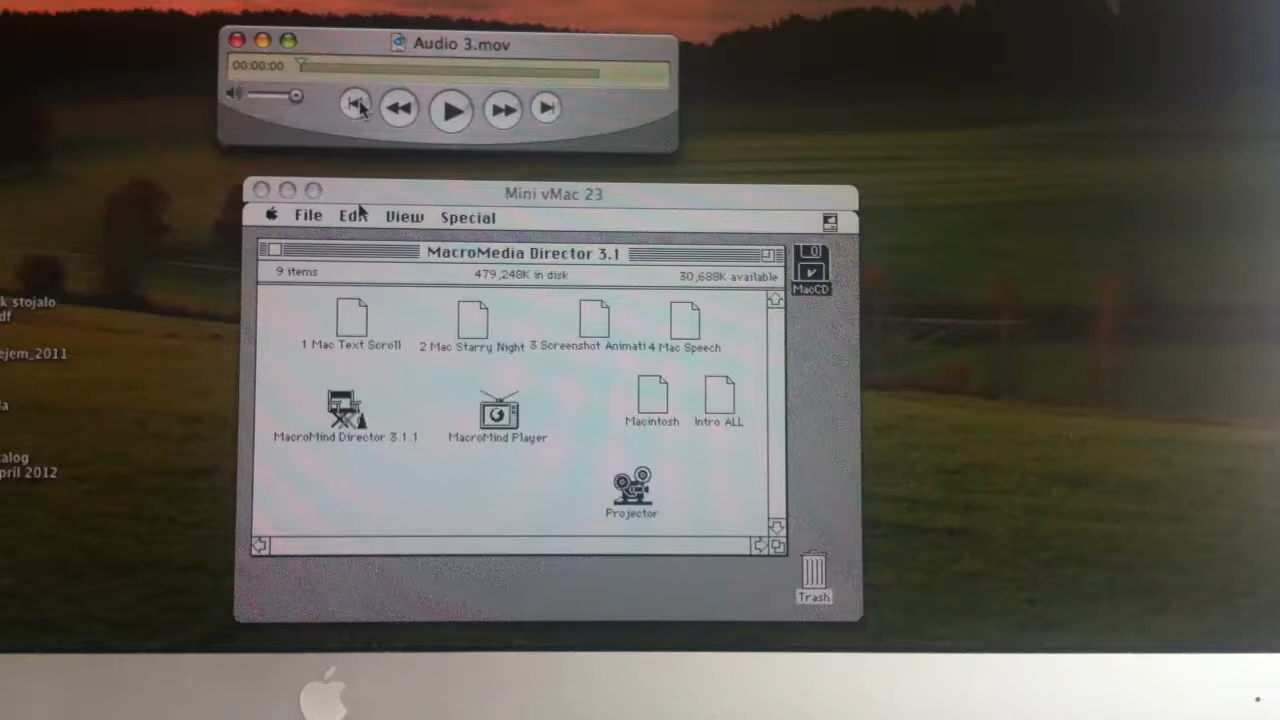 Audio 3.mov
00:00:00
Mini vMac 23
File Edit View Special
MacroMedia Director 3.1
9 items 479,248K in disk 30,688K available
MacCD
1 Mac Text Scroll 2 Mac Starry Night 3 Screenshot Animati 4 Mac Speech
Macintosh Intro ALL
MacroMind Director 3.1.1 MacroMind Player
Projector
Trash
k stojalo
df
ejem_2011
la
alog
pril 2012